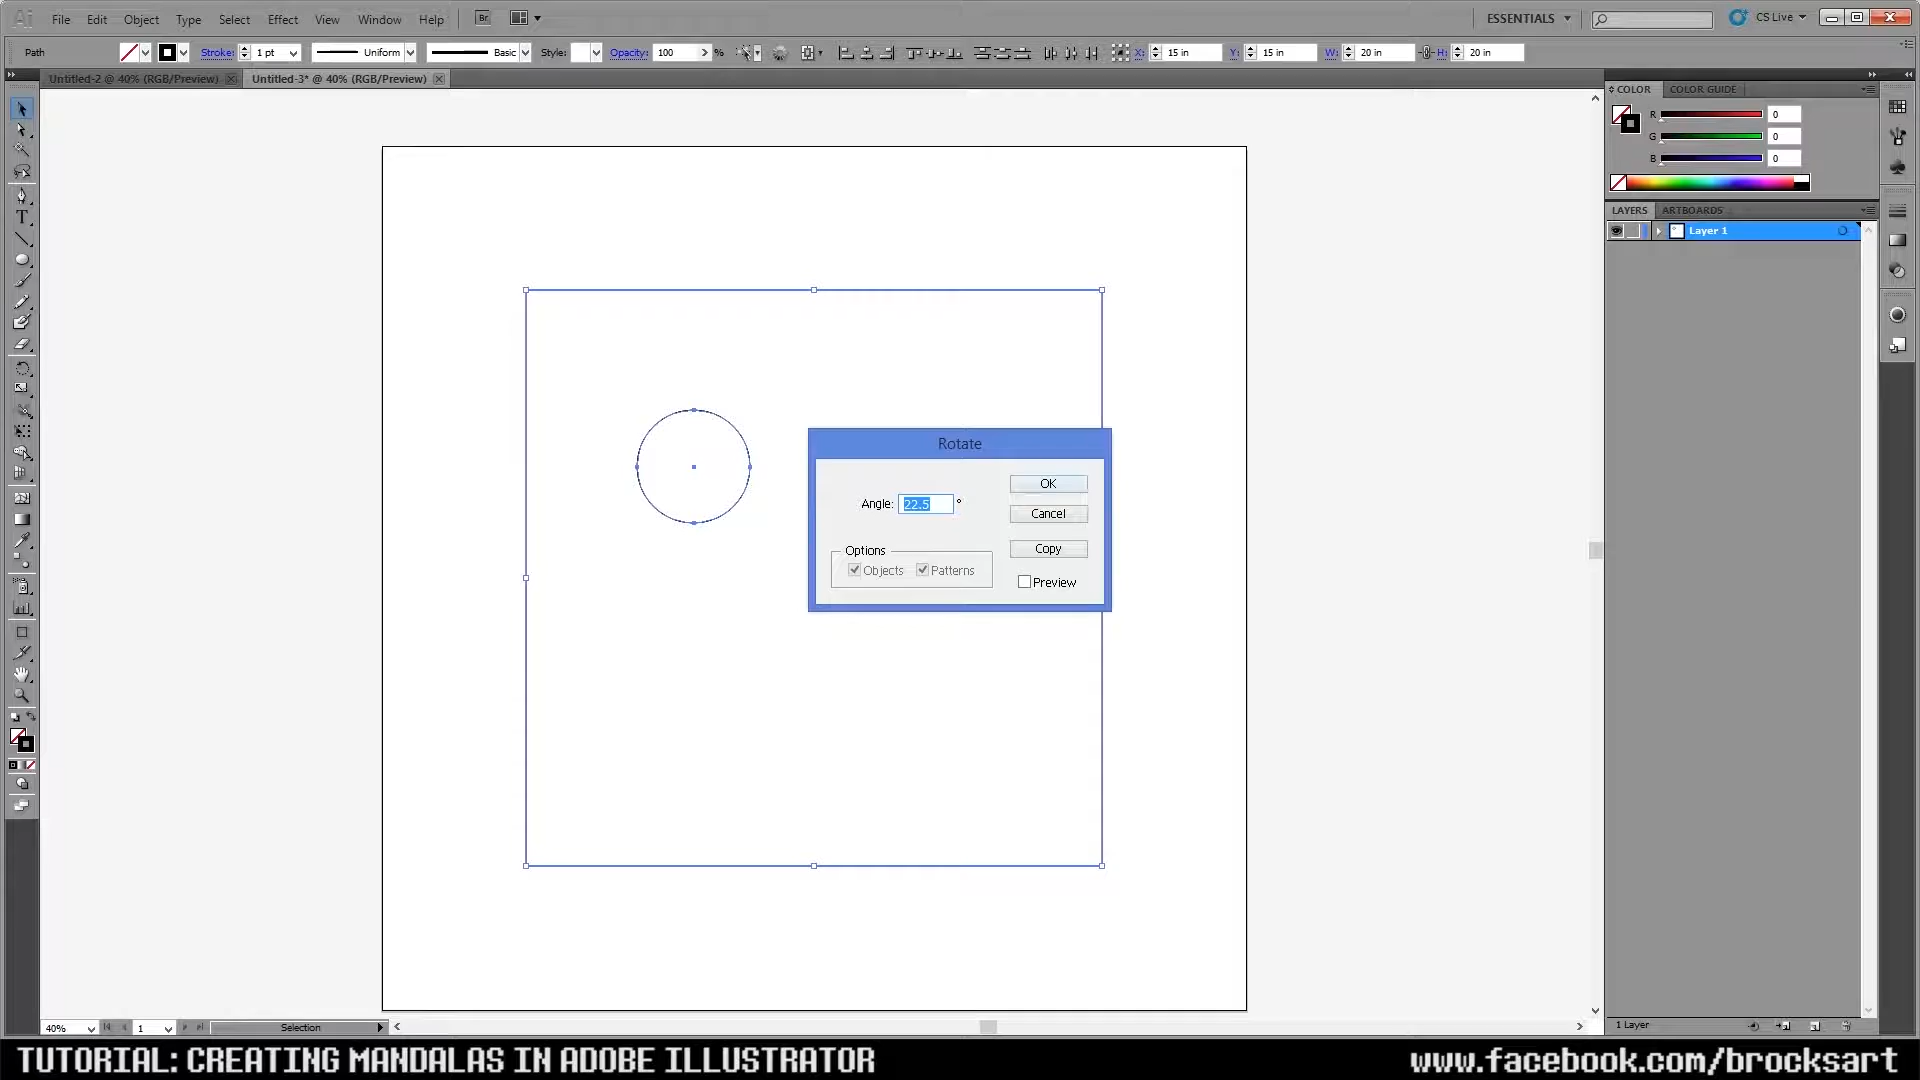 Ai File Edit Object Type Select Effect View Window Help Br ESSENTIALS CS Live
Path Stroke: 1 pt Uniform Basic Style: Opacity: 100 % X: 15 in Y: 15 in W: 20 in H: 20 in
Untitled-2 @ 40% (RGB/Preview) Untitled-3* @ 40% (RGB/Preview)
COLOR COLOR GUIDE
R 0
G 0
B 0
LAYERS ARTBOARDS
Layer 1
Rotate
Angle: 22.5 °
OK
Cancel
Copy
Options
Objects Patterns
Preview
40% 1 Selection
1 Layer
TUTORIAL: CREATING MANDALAS IN ADOBE ILLUSTRATOR
www.facebook.com/brocksart